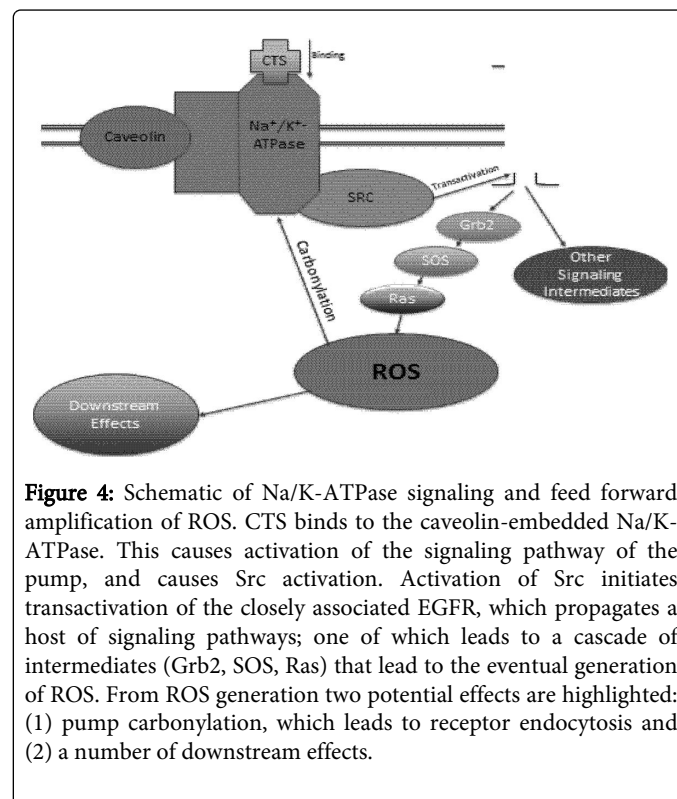 CTS
Binding
Caveolin
Na⁺/K⁺-
ATPase
SRC
Transactivation
Grb2
SOS
Ras
Other
Signaling
Intermediates
Carbonylation
ROS
Downstream
Effects
Figure 4: Schematic of Na/K-ATPase signaling and feed forward
amplification of ROS. CTS binds to the caveolin-embedded Na/K-
ATPase. This causes activation of the signaling pathway of the
pump, and causes Src activation. Activation of Src initiates
transactivation of the closely associated EGFR, which propagates a
host of signaling pathways; one of which leads to a cascade of
intermediates (Grb2, SOS, Ras) that lead to the eventual generation
of ROS. From ROS generation two potential effects are highlighted:
(1) pump carbonylation, which leads to receptor endocytosis and
(2) a number of downstream effects.